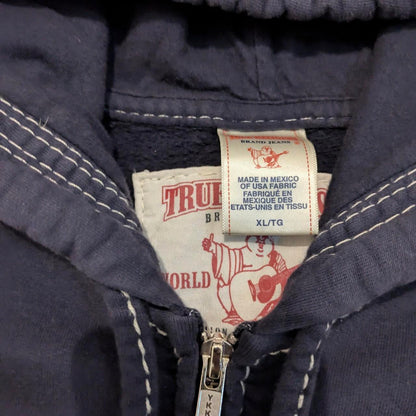 BRAND JEANS
MADE IN MEXICO
OF USA FABRIC
FABRIQUÉ EN
MEXIQUE DES
ETATS-UNIS EN TISSU
XL/TG
TRUE
BR
WORLD
YKK